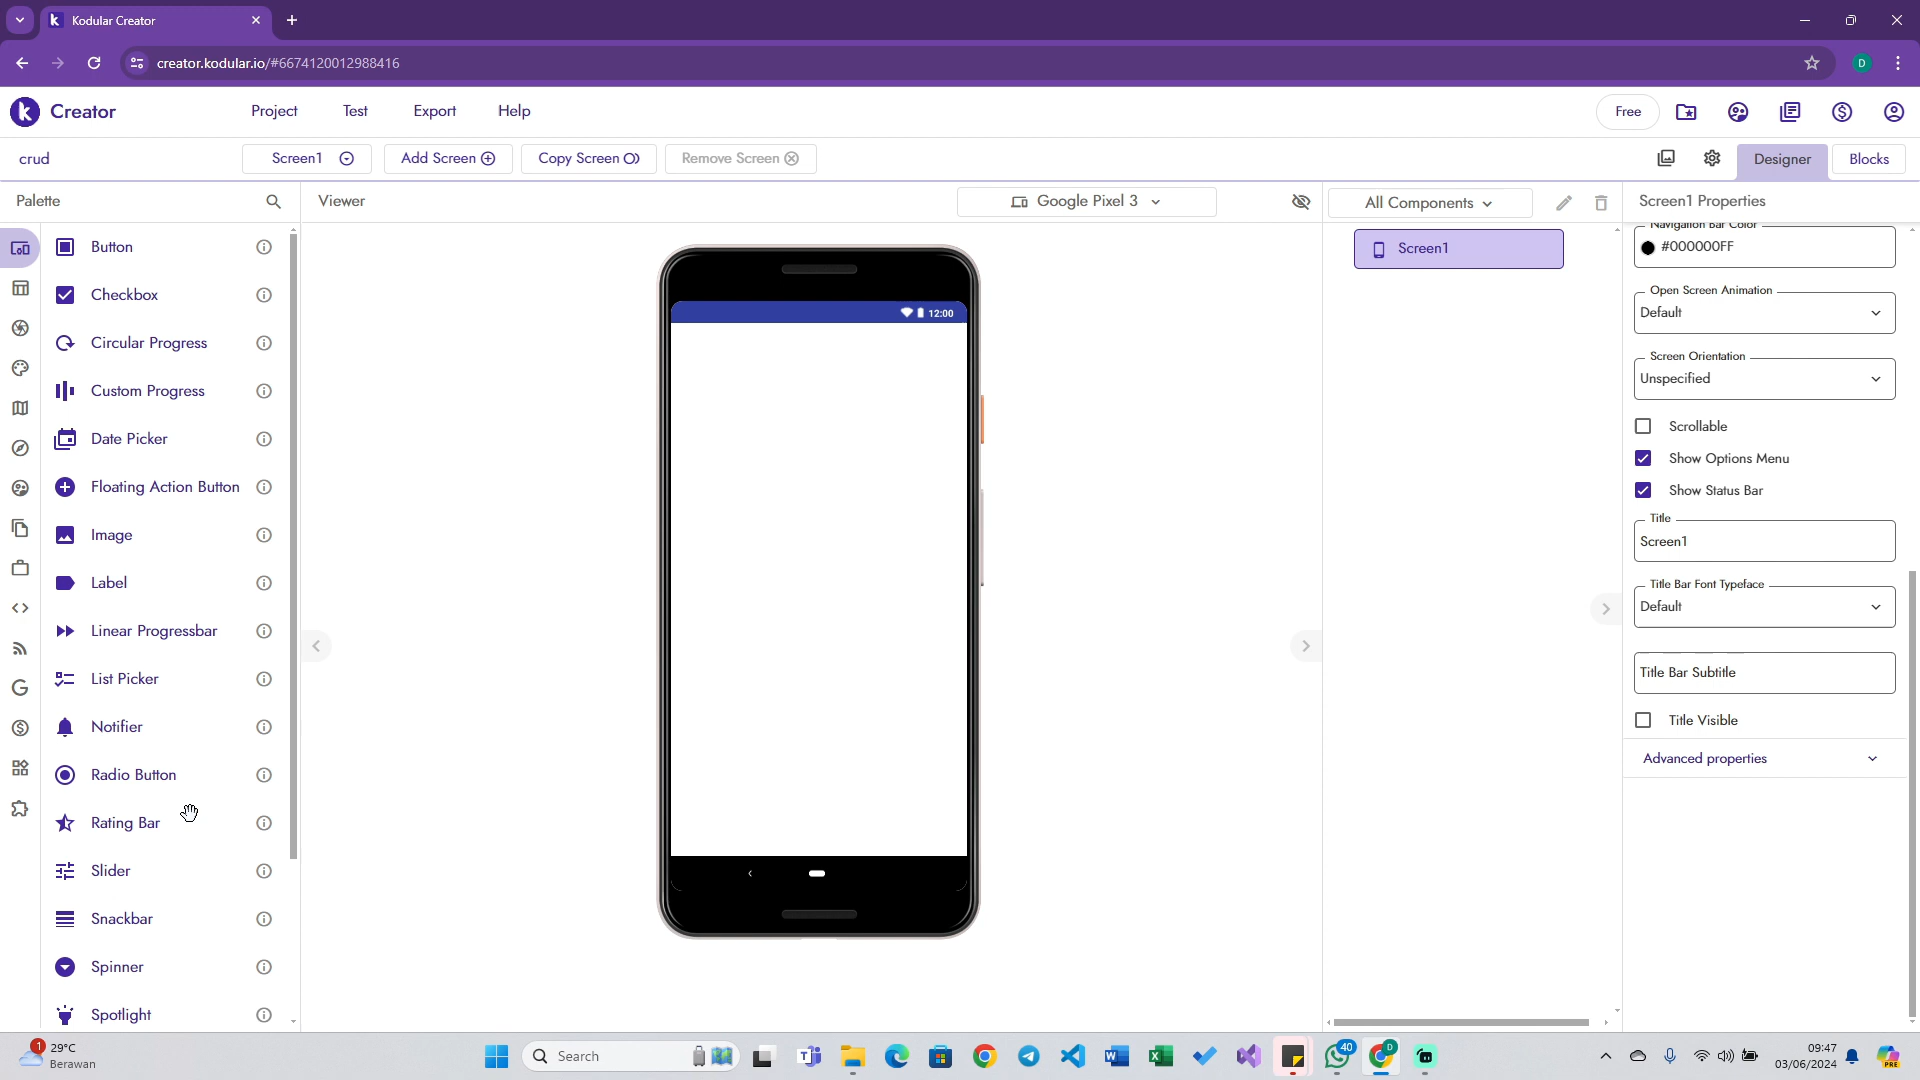 Kodular Creator
creator.kodular.io/#6674120012988416
D
k Creator
Project
Test
Export
Help
Free
crud
Screen1
Add Screen
Copy Screen
Remove Screen
Designer
Blocks
Palette
Viewer
Google Pixel 3
All Components
Screen1 Properties
Button
Checkbox
Circular Progress
Custom Progress
Date Picker
Floating Action Button
Image
Label
Linear Progressbar
List Picker
Notifier
Radio Button
Rating Bar
Slider
Snackbar
Spinner
Spotlight
12:00
Screen1
Navigation Bar Color
#000000FF
Open Screen Animation
Default
Screen Orientation
Unspecified
Scrollable
Show Options Menu
Show Status Bar
Title
Screen1
Title Bar Font Typeface
Default
Title Bar Subtitle
Title Visible
Advanced properties
1
29°C
Berawan
Search
40
D
09:47
03/06/2024
PRE